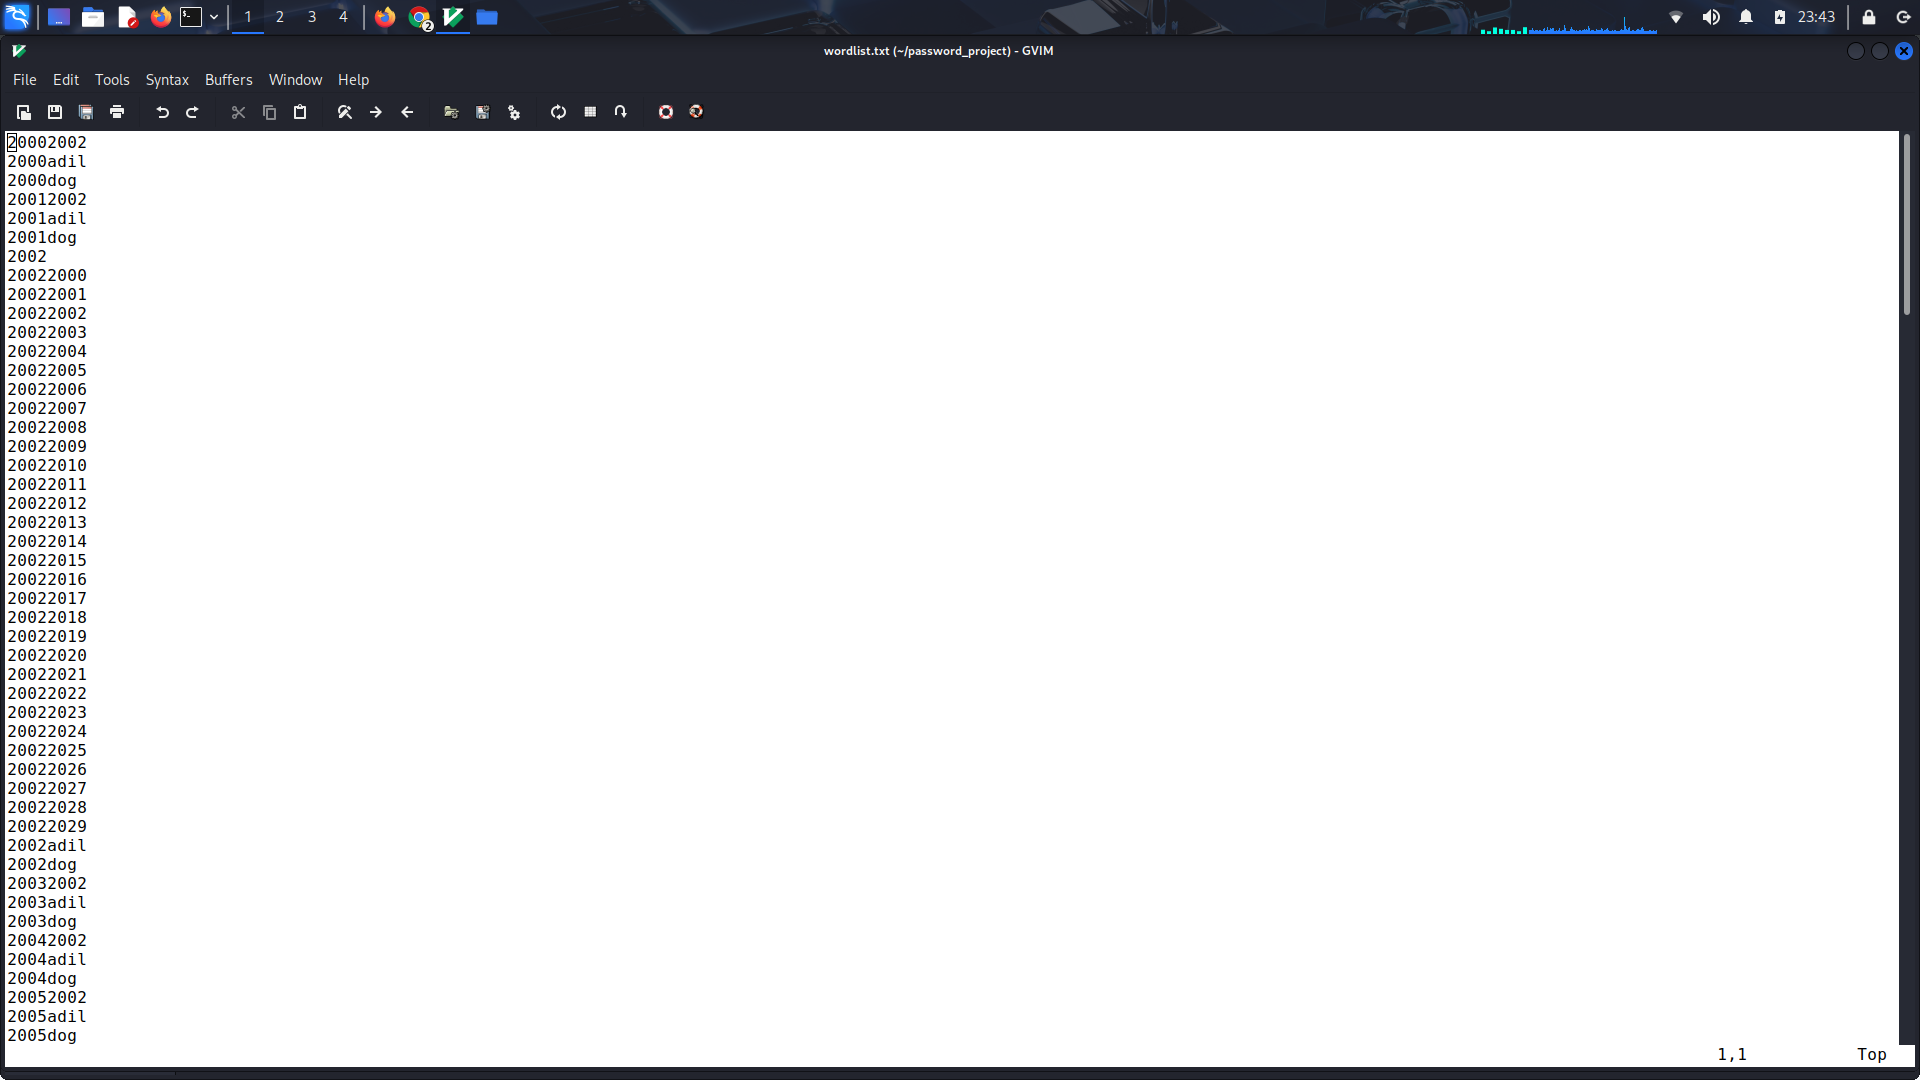 1 2 3 4 2 23:43
wordlist.txt (~/password_project) - GVIM
File Edit Tools Syntax Buffers Window Help
20002002
2000adil
2000dog
20012002
2001adil
2001dog
2002
20022000
20022001
20022002
20022003
20022004
20022005
20022006
20022007
20022008
20022009
20022010
20022011
20022012
20022013
20022014
20022015
20022016
20022017
20022018
20022019
20022020
20022021
20022022
20022023
20022024
20022025
20022026
20022027
20022028
20022029
2002adil
2002dog
20032002
2003adil
2003dog
20042002
2004adil
2004dog
20052002
2005adil
2005dog
1,1 Top